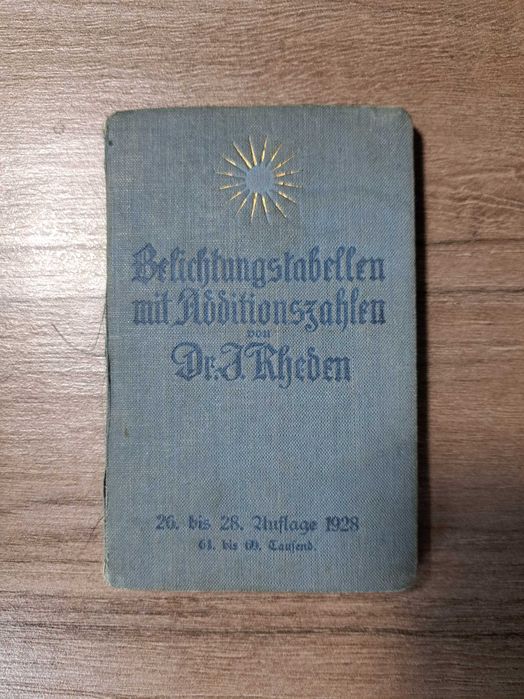 Belichtungstabellen
mit Additionszahlen
von
Dr. J. Rheden
26. bis 28. Auflage 1928
61. bis 69. Tausend.